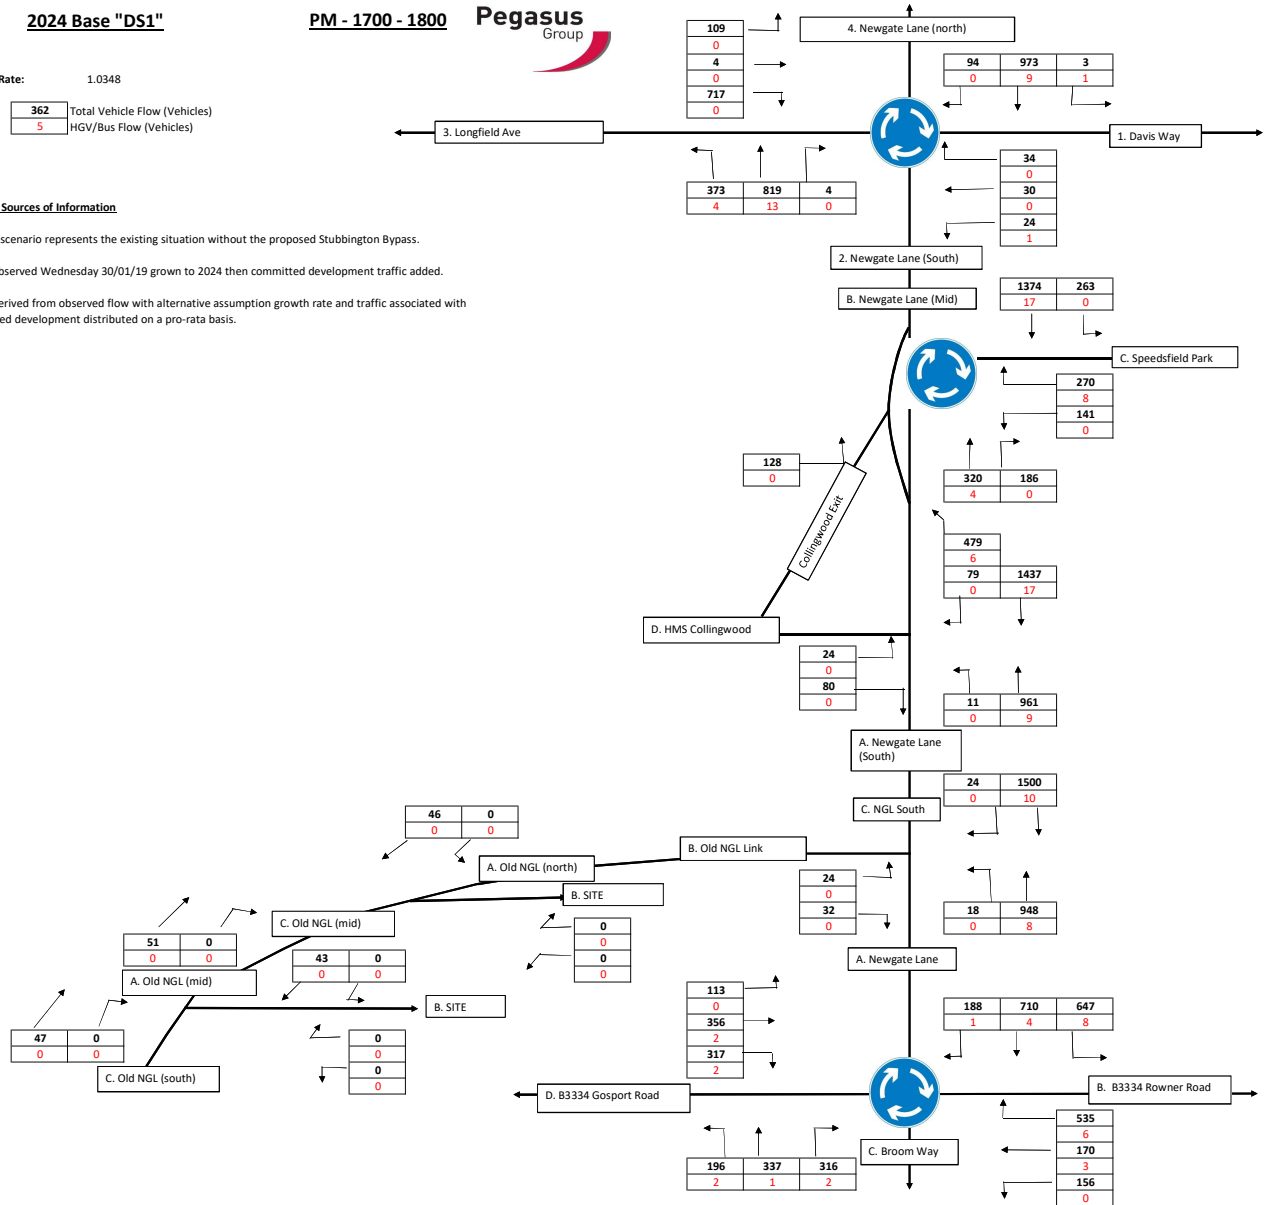 2024 Base "DS1"
PM - 1700 - 1800
Pegasus
Group
Rate: 1.0348
362 Total Vehicle Flow (Vehicles)
5 HGV/Bus Flow (Vehicles)
Sources of Information
scenario represents the existing situation without the proposed Stubbington Bypass.
observed Wednesday 30/01/19 grown to 2024 then committed development traffic added.
erived from observed flow with alternative assumption growth rate and traffic associated with
ed development distributed on a pro-rata basis.
109
0
4
0
717
0
4. Newgate Lane (north)
94 973 3
0 9 1
3. Longfield Ave
1. Davis Way
373 819 4
4 13 0
34
0
30
0
24
1
2. Newgate Lane (South)
B. Newgate Lane (Mid)
1374 263
17 0
C. Speedsfield Park
270
8
141
0
128
0
320 186
4 0
Collingwood Exit
479
6
79 1437
0 17
D. HMS Collingwood
24
0
80
0
11 961
0 9
A. Newgate Lane
(South)
24 1500
0 10
C. NGL South
46 0
0 0
B. Old NGL Link
A. Old NGL (north)
B. SITE
24
0
32
0
18 948
0 8
C. Old NGL (mid)
0
0
0
0
51 0
0 0
43 0
0 0
A. Old NGL (mid)
A. Newgate Lane
B. SITE
113
0
356
2
317
2
188 710 647
1 4 8
47 0
0 0
0
0
0
0
C. Old NGL (south)
D. B3334 Gosport Road
B. B3334 Rowner Road
196 337 316
2 1 2
C. Broom Way
535
6
170
3
156
0